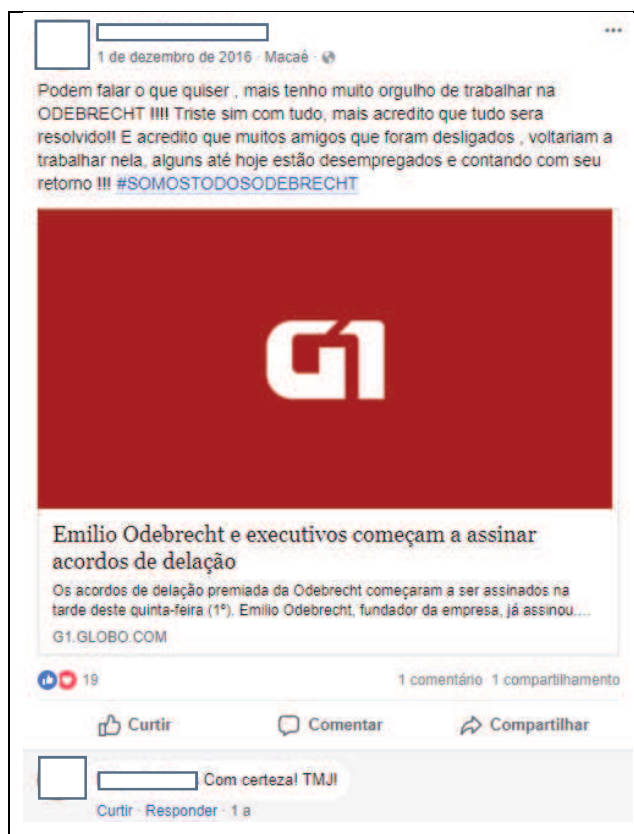 1 de dezembro de 2016 · Macaé ·
Podem falar o que quiser , mais tenho muito orgulho de trabalhar na
ODEBRECHT !!!! Triste sim com tudo, mais acredito que tudo sera
resolvido!! E acredito que muitos amigos que foram desligados , voltariam a
trabalhar nela, alguns até hoje estão desempregados e contando com seu
retorno !!! #SOMOSTODOSODEBRECHT
G1
Emilio Odebrecht e executivos começam a assinar
acordos de delação
Os acordos de delação premiada da Odebrecht começaram a ser assinados na
tarde deste quinta-feira (1º). Emilio Odebrecht, fundador da empresa, já assinou....
G1.GLOBO.COM
19 1 comentário 1 compartilhamento
Curtir Comentar Compartilhar
Com certeza! TMJ!
Curtir · Responder · 1 a